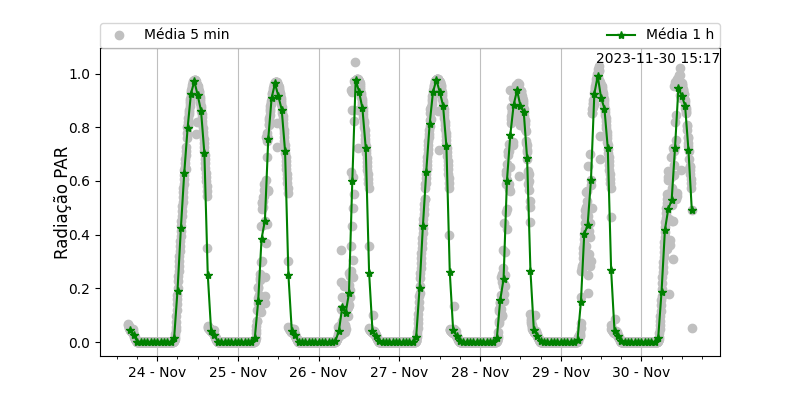 Média 5 min
Média 1 h
2023-11-30 15:17
Radiação PAR
1.0
0.8
0.6
0.4
0.2
0.0
24 - Nov
25 - Nov
26 - Nov
27 - Nov
28 - Nov
29 - Nov
30 - Nov